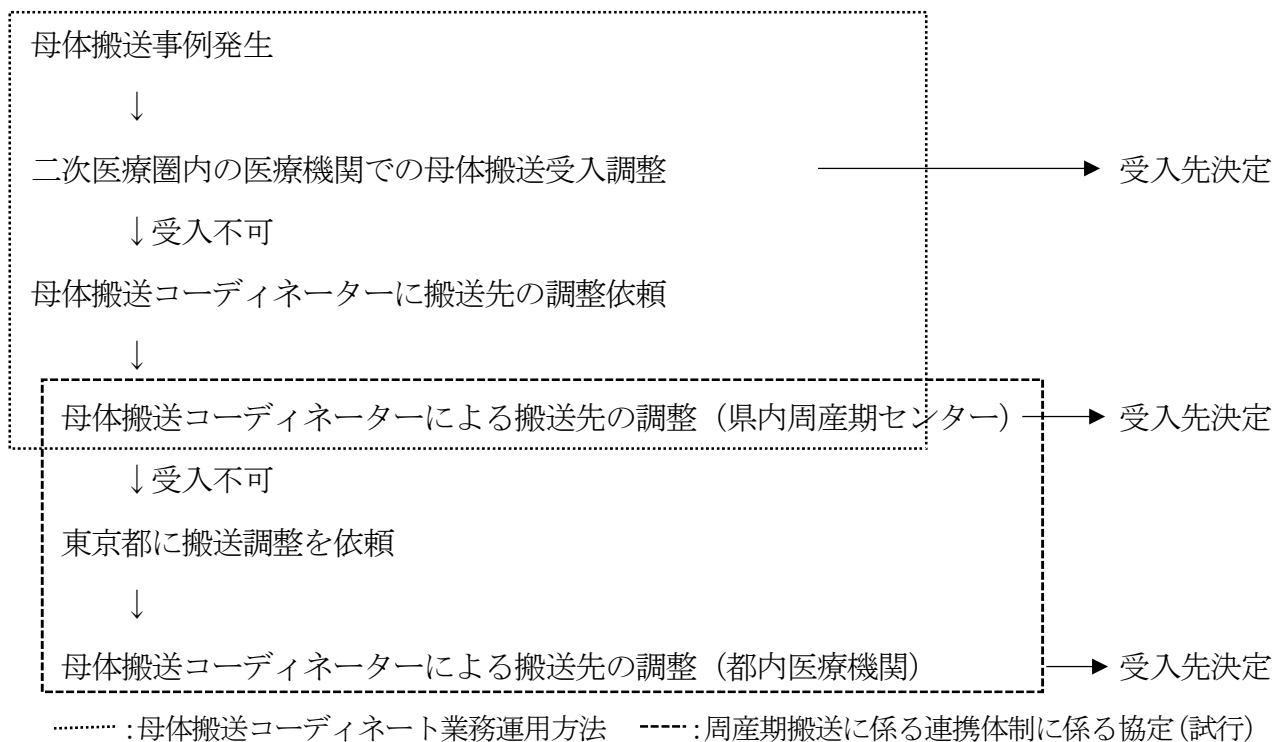 母体搬送事例発生
↓
二次医療圏内の医療機関での母体搬送受入調整 → 受入先決定
↓受入不可
母体搬送コーディネーターに搬送先の調整依頼
↓
母体搬送コーディネーターによる搬送先の調整（県内周産期センター） → 受入先決定
↓受入不可
東京都に搬送調整を依頼
↓
母体搬送コーディネーターによる搬送先の調整（都内医療機関） → 受入先決定
：母体搬送コーディネート業務運用方法 ：周産期搬送に係る連携体制に係る協定(試行)